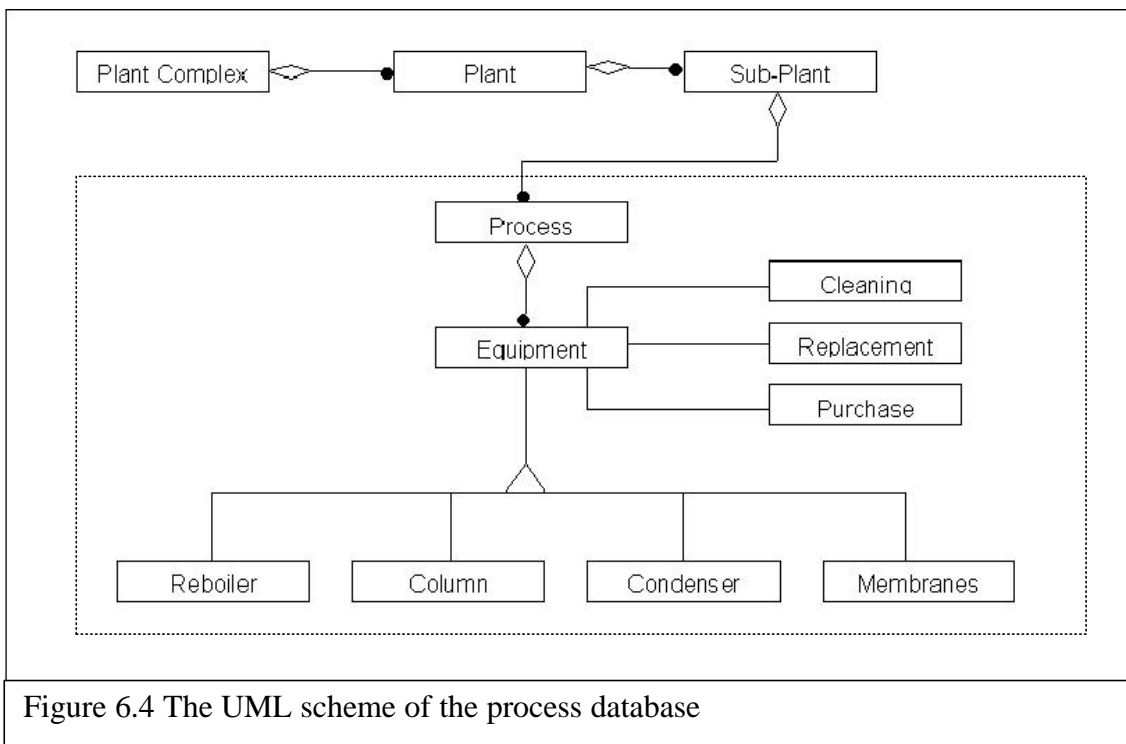 Plant Complex
Plant
Sub-Plant
Process
Cleaning
Equipment
Replacement
Purchase
Reboiler
Column
Condenser
Membranes
Figure 6.4 The UML scheme of the process database